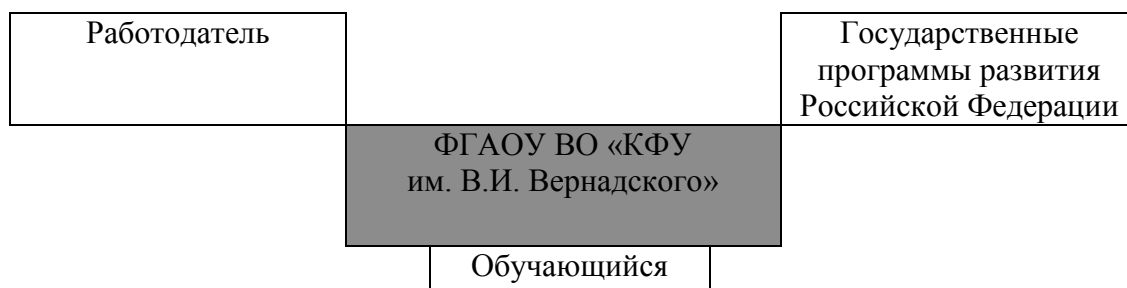 Работодатель
Государственные
программы развития
Российской Федерации
ФГАОУ ВО «КФУ
им. В.И. Вернадского»
Обучающийся